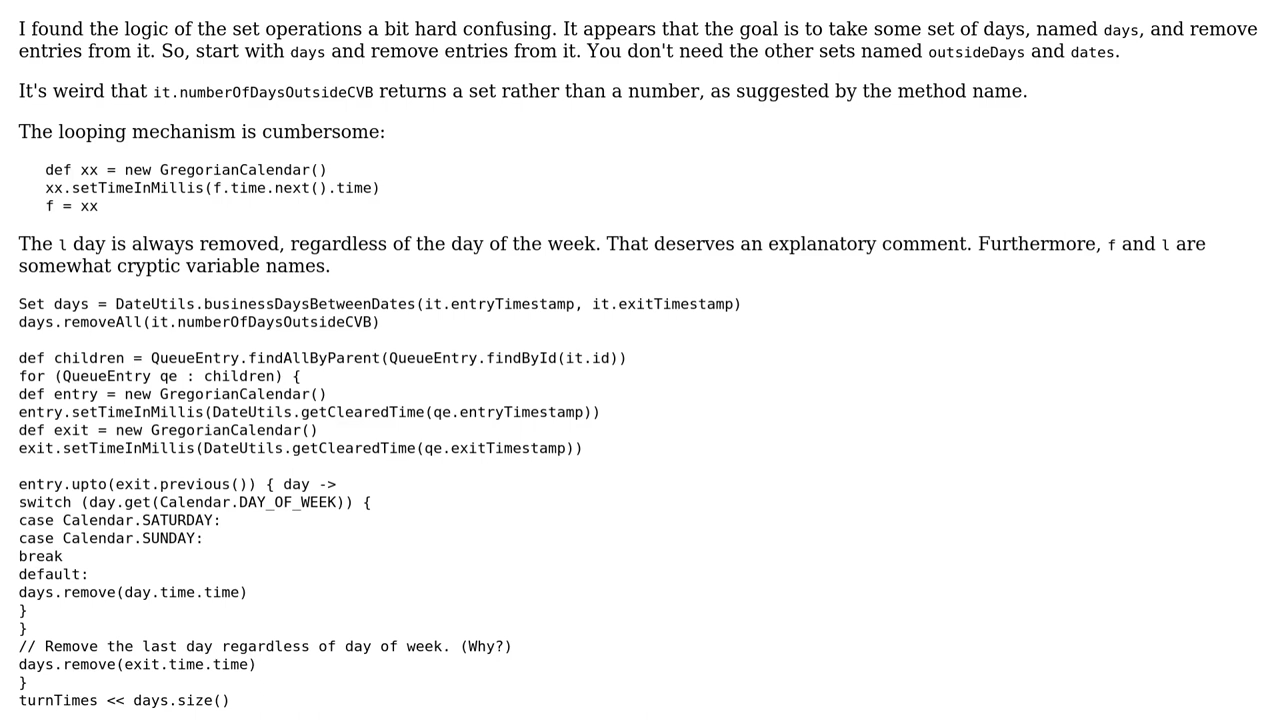 I found the logic of the set operations a bit hard confusing. It appears that the goal is to take some set of days, named days, and remove
entries from it. So, start with days and remove entries from it. You don't need the other sets named outsideDays and dates.
It's weird that it.numberOfDaysOutsideCVB returns a set rather than a number, as suggested by the method name.
The looping mechanism is cumbersome:
def xx = new GregorianCalendar()
xx.setTimeInMillis(f.time.next().time)
f = xx
The l day is always removed, regardless of the day of the week. That deserves an explanatory comment. Furthermore, f and l are
somewhat cryptic variable names.
Set days = DateUtils.businessDaysBetweenDates(it.entryTimestamp, it.exitTimestamp)
days.removeAll(it.numberOfDaysOutsideCVB)
def children = QueueEntry.findAllByParent(QueueEntry.findById(it.id))
for (QueueEntry qe : children) {
def entry = new GregorianCalendar()
entry.setTimeInMillis(DateUtils.getClearedTime(qe.entryTimestamp))
def exit = new GregorianCalendar()
exit.setTimeInMillis(DateUtils.getClearedTime(qe.exitTimestamp))
entry.upto(exit.previous()) { day ->
switch (day.get(Calendar.DAY_OF_WEEK)) {
case Calendar.SATURDAY:
case Calendar.SUNDAY:
break
default:
days.remove(day.time.time)
}
}
// Remove the last day regardless of day of week. (Why?)
days.remove(exit.time.time)
}
turnTimes << days.size()